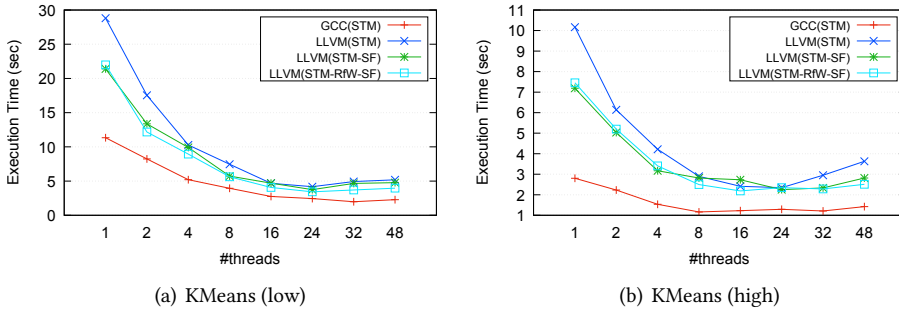 Execution Time (sec)
30
25
20
15
10
5
0
GCC(STM)
LLVM(STM)
LLVM(STM-SF)
LLVM(STM-RfW-SF)
1 2 4 8 16 24 32 48
#threads
(a) KMeans (low)
Execution Time (sec)
11
10
9
8
7
6
5
4
3
2
1
GCC(STM)
LLVM(STM)
LLVM(STM-SF)
LLVM(STM-RfW-SF)
1 2 4 8 16 24 32 48
#threads
(b) KMeans (high)